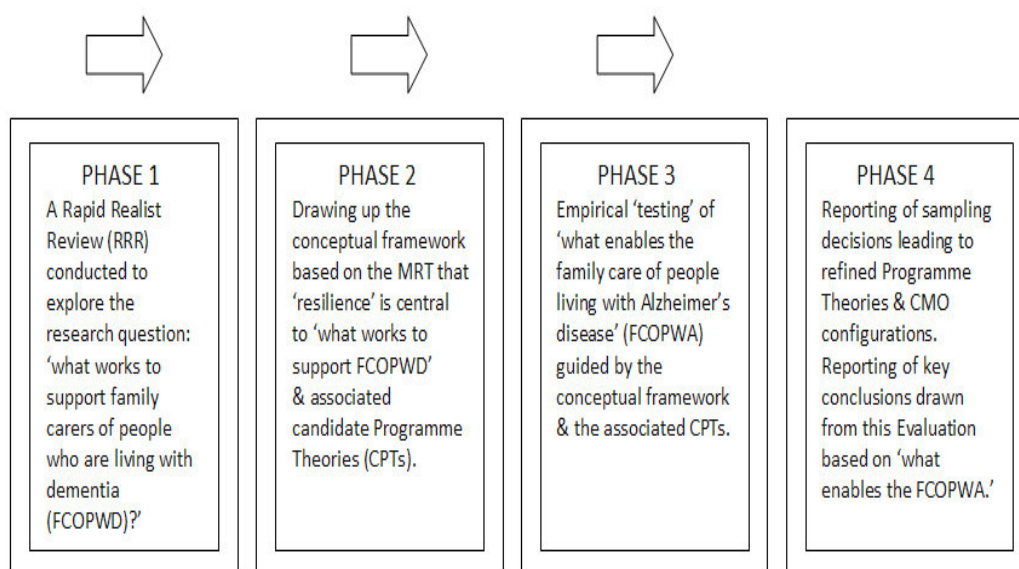 PHASE 1
A Rapid Realist
Review (RRR)
conducted to
explore the
research question:
‘what works to
support family
carers of people
who are living with
dementia
(FCOPWD)?’
PHASE 2
Drawing up the
conceptual framework
based on the MRT that
‘resilience’ is central
to ‘what works to
support FCOPWD’
& associated
candidate Programme
Theories (CPTs).
PHASE 3
Empirical ‘testing’ of
‘what enables the
family care of people
living with Alzheimer’s
disease’ (FCOPWA)
guided by the
conceptual framework
& the associated CPTs.
PHASE 4
Reporting of sampling
decisions leading to
refined Programme
Theories & CMO
configurations.
Reporting of key
conclusions drawn
from this Evaluation
based on ‘what
enables the FCOPWA.’